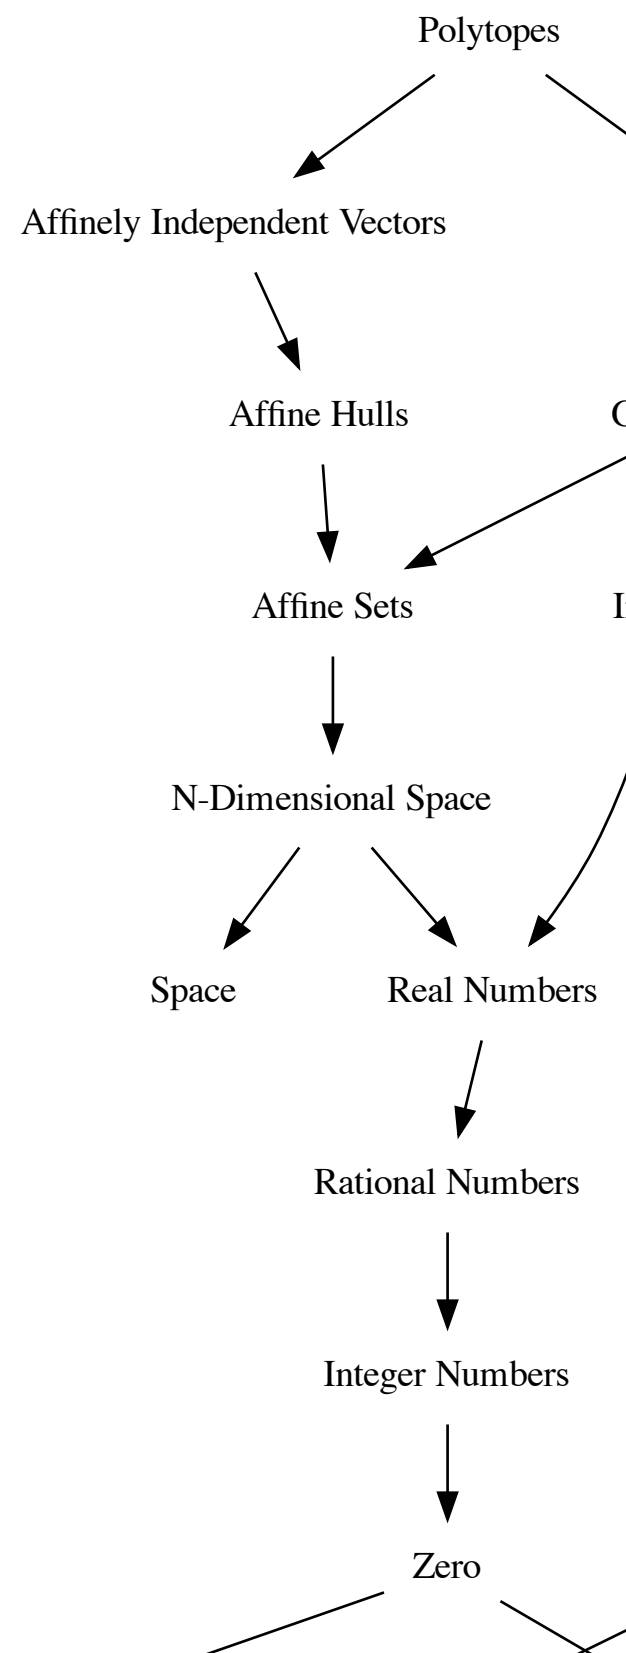 Polytopes
Affinely Independent Vectors
Affine Hulls
Affine Sets
N-Dimensional Space
Space
Real Numbers
Rational Numbers
Integer Numbers
Zero